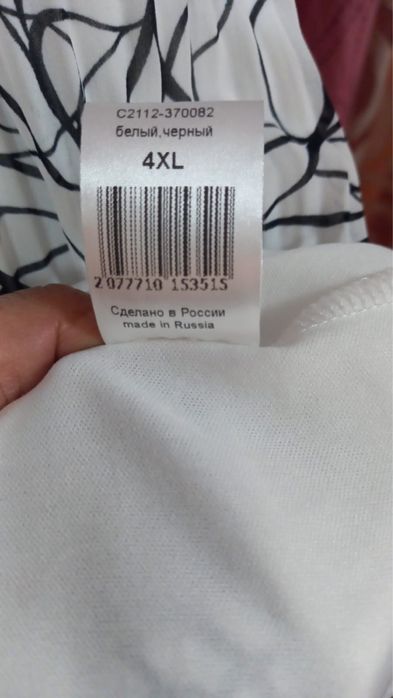 C2112-370082
белый,черный
4XL
2 077710 153515
Сделано в России
made in Russia